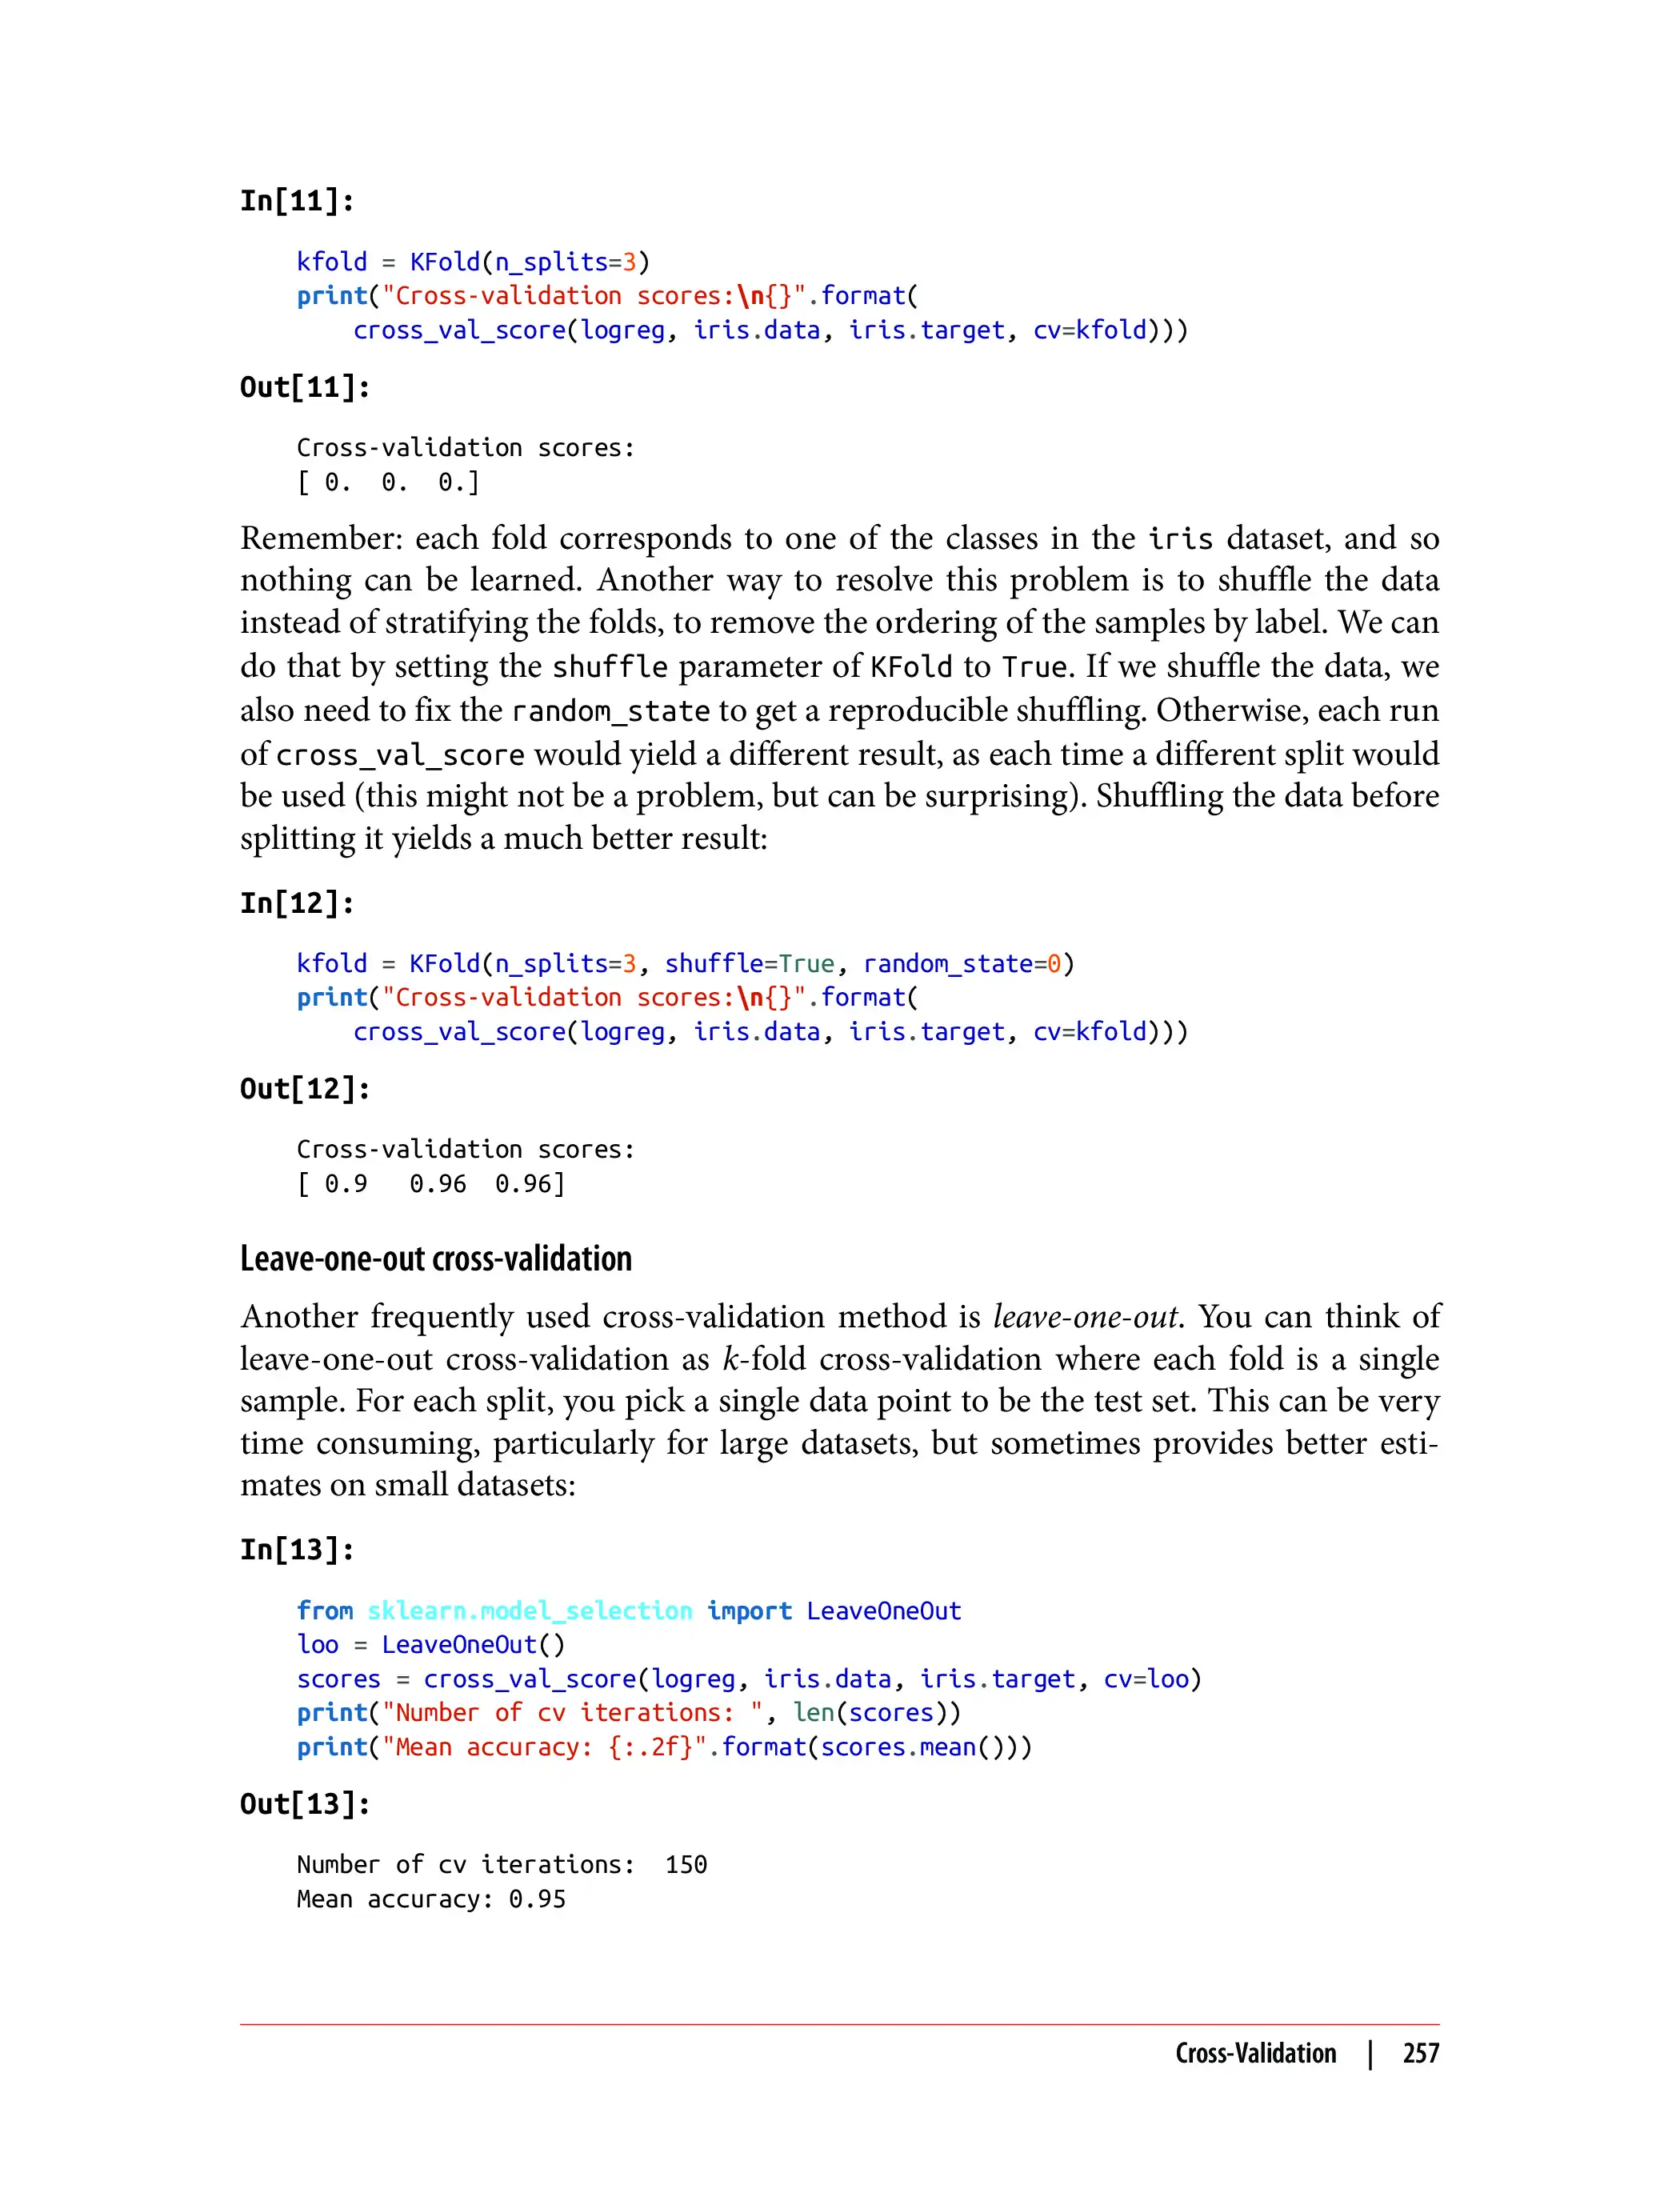 In[11]:
kfold = KFold(n_splits=3)
print("Cross-validation scores:\n{}".format(
    cross_val_score(logreg, iris.data, iris.target, cv=kfold)))
Out[11]:
Cross-validation scores:
[ 0.  0.  0.]
Remember: each fold corresponds to one of the classes in the iris dataset, and so
nothing can be learned. Another way to resolve this problem is to shuffle the data
instead of stratifying the folds, to remove the ordering of the samples by label. We can
do that by setting the shuffle parameter of KFold to True. If we shuffle the data, we
also need to fix the random_state to get a reproducible shuffling. Otherwise, each run
of cross_val_score would yield a different result, as each time a different split would
be used (this might not be a problem, but can be surprising). Shuffling the data before
splitting it yields a much better result:
In[12]:
kfold = KFold(n_splits=3, shuffle=True, random_state=0)
print("Cross-validation scores:\n{}".format(
    cross_val_score(logreg, iris.data, iris.target, cv=kfold)))
Out[12]:
Cross-validation scores:
[ 0.9   0.96  0.96]
Leave-one-out cross-validation
Another frequently used cross-validation method is leave-one-out. You can think of
leave-one-out cross-validation as k-fold cross-validation where each fold is a single
sample. For each split, you pick a single data point to be the test set. This can be very
time consuming, particularly for large datasets, but sometimes provides better esti-
mates on small datasets:
In[13]:
from sklearn.model_selection import LeaveOneOut
loo = LeaveOneOut()
scores = cross_val_score(logreg, iris.data, iris.target, cv=loo)
print("Number of cv iterations: ", len(scores))
print("Mean accuracy: {:.2f}".format(scores.mean()))
Out[13]:
Number of cv iterations:  150
Mean accuracy: 0.95
Cross-Validation | 257